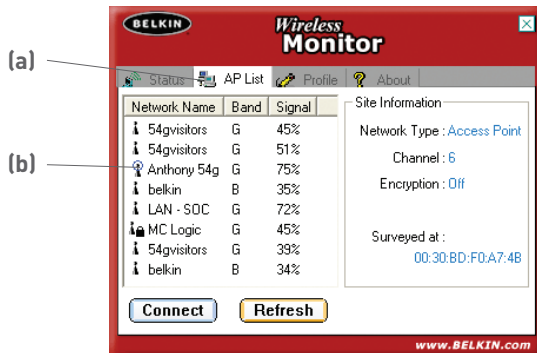 BELKIN
Wireless
Monitor
(a)
Status AP List Profile About
Network Name Band Signal
54gvisitors G 45%
54gvisitors G 51%
(b)
Anthony 54g G 75%
belkin B 35%
LAN - SOC G 72%
MC Logic G 45%
54gvisitors G 39%
belkin B 34%
Site Information
Network Type : Access Point
Channel : 6
Encryption : Off
Surveyed at :
00:30:BD:F0:A7:4B
Connect Refresh
www.BELKIN.com